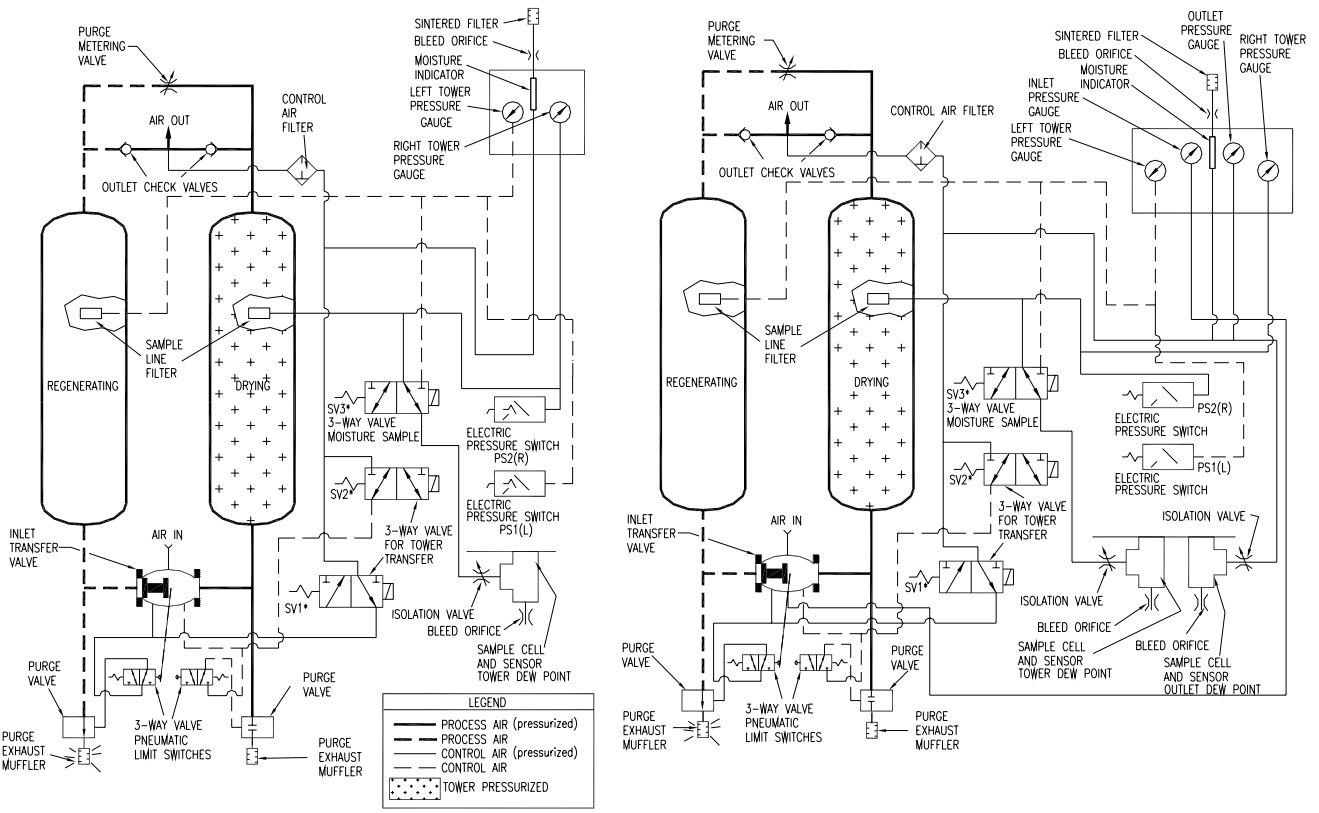 SINTERED FILTER
BLEED ORIFICE
MOISTURE
INDICATOR
LEFT TOWER
PRESSURE
GAUGE
RIGHT TOWER
PRESSURE
GAUGE
PURGE
METERING
VALVE
AIR OUT
CONTROL
AIR
FILTER
OUTLET CHECK VALVES
SAMPLE
LINE
FILTER
REGENERATING
DRYING
SV3*
3-WAY VALVE
MOISTURE SAMPLE
ELECTRIC
PRESSURE SWITCH
PS2(R)
SV2*
ELECTRIC
PRESSURE SWITCH
PS1(L)
3-WAY VALVE
FOR TOWER
TRANSFER
INLET
TRANSFER
VALVE
AIR IN
SV1*
ISOLATION VALVE
BLEED ORIFICE
SAMPLE CELL
AND SENSOR
TOWER DEW POINT
PURGE
VALVE
PURGE
VALVE
3-WAY VALVE
PNEUMATIC
LIMIT SWITCHES
PURGE
EXHAUST
MUFFLER
PURGE
EXHAUST
MUFFLER
LEGEND
PROCESS AIR (pressurized)
PROCESS AIR
CONTROL AIR (pressurized)
CONTROL AIR
TOWER PRESSURIZED
PURGE
METERING
VALVE
AIR OUT
CONTROL AIR FILTER
OUTLET CHECK VALVES
OUTLET
PRESSURE
GAUGE
SINTERED FILTER
BLEED ORIFICE
MOISTURE
INDICATOR
RIGHT TOWER
PRESSURE
GAUGE
INLET
PRESSURE
GAUGE
LEFT TOWER
PRESSURE
GAUGE
SAMPLE
LINE
FILTER
REGENERATING
DRYING
SV3*
3-WAY VALVE
MOISTURE SAMPLE
PS2(R)
ELECTRIC
PRESSURE SWITCH
SV2*
PS1(L)
ELECTRIC
PRESSURE SWITCH
3-WAY VALVE
FOR TOWER
TRANSFER
ISOLATION VALVE
INLET
TRANSFER
VALVE
AIR IN
SV1*
ISOLATION VALVE
BLEED ORIFICE
SAMPLE CELL
AND SENSOR
TOWER DEW POINT
BLEED ORIFICE
SAMPLE CELL
AND SENSOR
OUTLET DEW POINT
PURGE
VALVE
PURGE
VALVE
3-WAY VALVE
PNEUMATIC
LIMIT SWITCHES
PURGE
EXHAUST
MUFFLER
PURGE
EXHAUST
MUFFLER